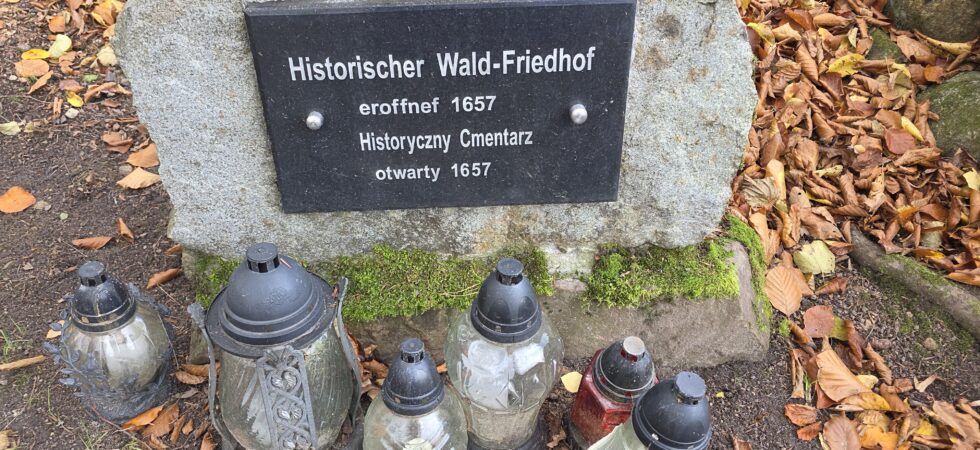 Historischer Wald-Friedhof
eroffnef 1657
Historyczny Cmentarz
otwarty 1657